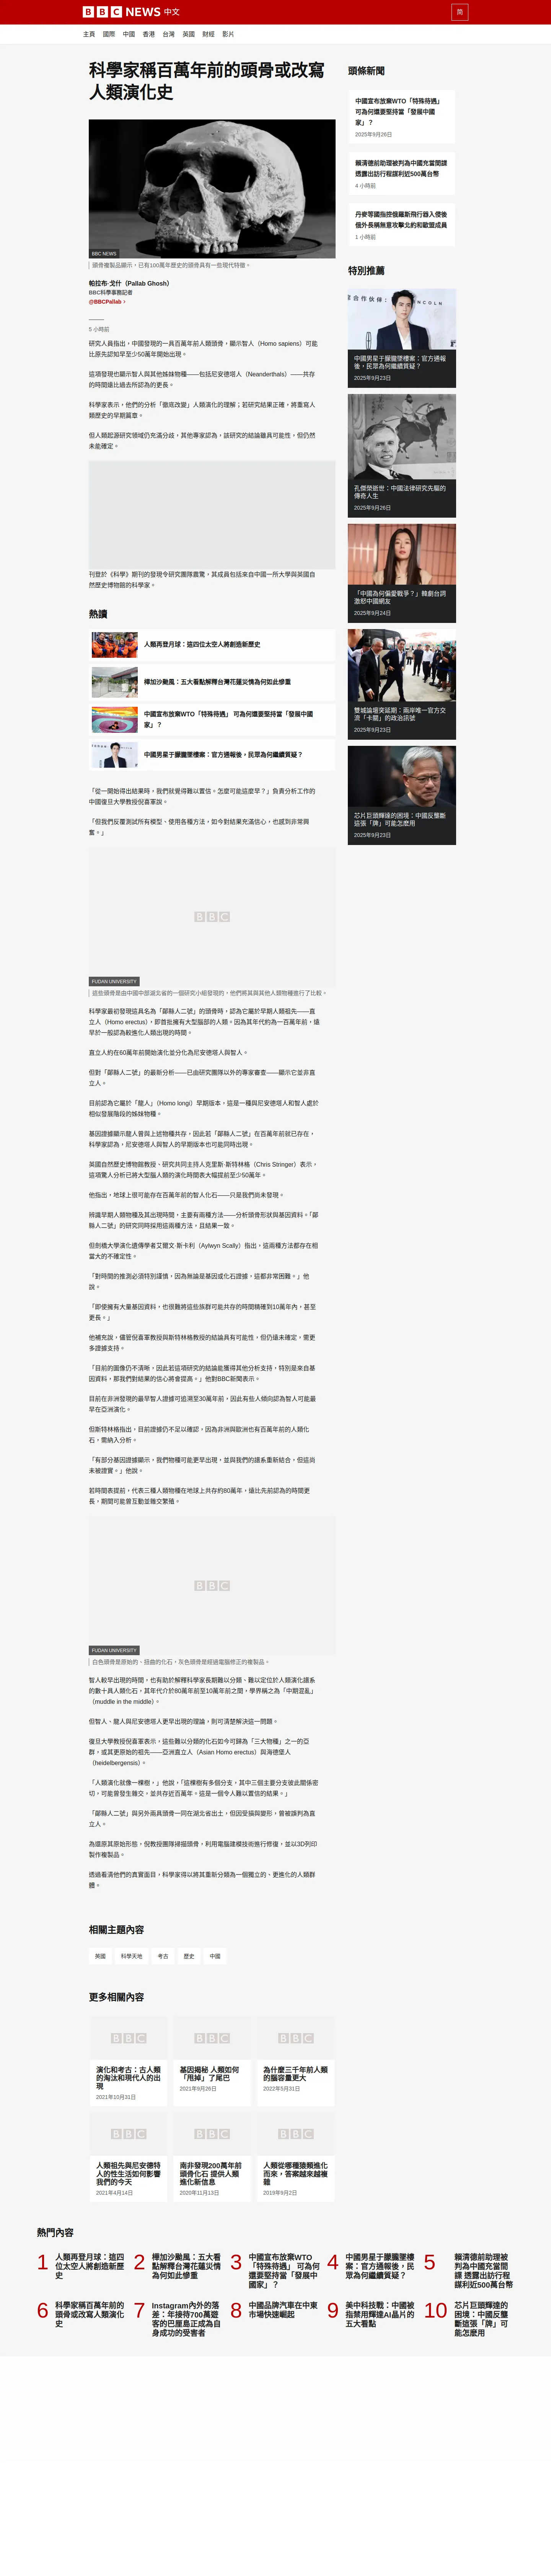 BBC NEWS 中文
简
主頁 國際 中國 香港 台灣 英國 財經 影片
科學家稱百萬年前的頭骨或改寫
人類演化史
BBC NEWS
頭骨複製品顯示，已有100萬年歷史的頭骨具有一些現代特徵。
帕拉布·戈什（Pallab Ghosh）
BBC科學事務記者
@BBCPallab
5 小時前
研究人員指出，中國發現的一具百萬年前人類頭骨，顯示智人（Homo sapiens）可能
比原先認知早至少50萬年開始出現。
這項發現也顯示智人與其他姊妹物種——包括尼安德塔人（Neanderthals）——共存
的時間遠比過去所認為的更長。
科學家表示，他們的分析「徹底改變」人類演化的理解；若研究結果正確，將重寫人
類歷史的早期篇章。
但人類起源研究領域仍充滿分歧，其他專家認為，該研究的結論雖具可能性，但仍然
未能確定。
刊登於《科學》期刊的發現令研究團隊震驚，其成員包括來自中國一所大學與英國自
然歷史博物館的科學家。
熱讀
人類再登月球：這四位太空人將創造新歷史
樺加沙颱風：五大看點解釋台灣花蓮災情為何如此慘重
中國宣布放棄WTO「特殊待遇」 可為何還要堅持當「發展中國
家」？
中國男星于朦朧墜樓案：官方通報後，民眾為何繼續質疑？
「從一開始得出結果時，我們就覺得難以置信。怎麼可能這麼早？」負責分析工作的
中國復旦大學教授倪喜軍說。
「但我們反覆測試所有模型、使用各種方法，如今對結果充滿信心，也感到非常興
奮。」
BBC
FUDAN UNIVERSITY
這些頭骨是由中國中部湖北省的一個研究小組發現的，他們將其與其他人類物種進行了比較。
科學家最初發現這具名為「鄖縣人二號」的頭骨時，認為它屬於早期人類祖先——直
立人（Homo erectus），即首批擁有大型腦部的人類。因為其年代約為一百萬年前，遠
早於一般認為較進化人類出現的時間。
直立人約在60萬年前開始演化並分化為尼安德塔人與智人。
但對「鄖縣人二號」的最新分析——已由研究團隊以外的專家審查——顯示它並非直
立人。
目前認為它屬於「龍人」（Homo longi）早期版本，這是一種與尼安德塔人和智人處於
相似發展階段的姊妹物種。
基因證據顯示龍人曾與上述物種共存，因此若「鄖縣人二號」在百萬年前就已存在，
科學家認為，尼安德塔人與智人的早期版本也可能同時出現。
英國自然歷史博物館教授、研究共同主持人克里斯·斯特林格（Chris Stringer）表示，
這項驚人分析已將大型腦人類的演化時間表大幅提前至少50萬年。
他指出，地球上很可能存在百萬年前的智人化石——只是我們尚未發現。
辨識早期人類物種及其出現時間，主要有兩種方法——分析頭骨形狀與基因資料。「鄖
縣人二號」的研究同時採用這兩種方法，且結果一致。
但劍橋大學演化遺傳學者艾爾文·斯卡利（Aylwyn Scally）指出，這兩種方法都存在相
當大的不確定性。
「對時間的推測必須特別謹慎，因為無論是基因或化石證據，這都非常困難。」他
說。
「即便擁有大量基因資料，也很難將這些族群可能共存的時間精確到10萬年內，甚至
更長。」
他補充說，儘管倪喜軍教授與斯特林格教授的結論具有可能性，但仍遠未確定，需更
多證據支持。
「目前的圖像仍不清晰，因此若這項研究的結論能獲得其他分析支持，特別是來自基
因資料，那我們對結果的信心將會提高。」他對BBC新聞表示。
目前在非洲發現的最早智人證據可追溯至30萬年前，因此有些人傾向認為智人可能最
早在亞洲演化。
但斯特林格指出，目前證據仍不足以確認，因為非洲與歐洲也有百萬年前的人類化
石，需納入分析。
「有部分基因證據顯示，我們物種可能更早出現，並與我們的譜系重新結合，但這尚
未被證實。」他說。
若時間表提前，代表三種人類物種在地球上共存約80萬年，遠比先前認為的時間更
長，期間可能曾互動並雜交繁殖。
BBC
FUDAN UNIVERSITY
白色頭骨是原始的、扭曲的化石，灰色頭骨是經過電腦修正的複製品。
智人較早出現的時間，也有助於解釋科學家長期難以分類、難以定位於人類演化譜系
的數十具人類化石，其年代介於80萬年前至10萬年前之間，學界稱之為「中期混亂」
（muddle in the middle）。
但智人、龍人與尼安德塔人更早出現的理論，則可清楚解決這一問題。
復旦大學教授倪喜軍表示，這些難以分類的化石如今可歸為「三大物種」之一的亞
群，或其更原始的祖先——亞洲直立人（Asian Homo erectus）與海德堡人
（heidelbergensis）。
「人類演化就像一棵樹，」他說，「這棵樹有多個分支，其中三個主要分支彼此關係密
切，可能曾發生雜交，並共存近百萬年。這是一個令人難以置信的結果。」
「鄖縣人二號」與另外兩具頭骨一同在湖北省出土，但因受損與變形，曾被誤判為直
立人。
為還原其原始形態，倪教授團隊掃描頭骨，利用電腦建模技術進行修復，並以3D列印
製作複製品。
透過看清他們的真實面目，科學家得以將其重新分類為一個獨立的、更進化的人類群
體。
相關主題內容
英國 科學天地 考古 歷史 中國
更多相關內容
BBC
演化和考古：古人類
的淘汰和現代人的出
現
2021年10月31日
BBC
基因揭秘 人類如何
「甩掉」了尾巴
2021年9月26日
BBC
為什麼三千年前人類
的腦容量更大
2022年5月31日
BBC
人類祖先與尼安德特
人的性生活如何影響
我們的今天
2021年4月14日
BBC
南非發現200萬年前
頭骨化石 提供人類
進化新信息
2020年11月13日
BBC
人類從哪種猿類進化
而來，答案越來越複
雜
2019年9月2日
頭條新聞
中國宣布放棄WTO「特殊待遇」
可為何還要堅持當「發展中國
家」？
2025年9月26日
賴清德前助理被判為中國充當間諜
透露出訪行程謀利近500萬台幣
4 小時前
丹麥等國指控俄羅斯飛行器入侵後
俄外長稱無意攻擊北約和歐盟成員
1 小時前
特別推薦
合作伙伴： LINCOLN
中國男星于朦朧墜樓案：官方通報
後，民眾為何繼續質疑？
2025年9月23日
孔傑榮逝世：中國法律研究先驅的
傳奇人生
2025年9月26日
「中國為何偏愛戰爭？」韓劇台詞
激怒中國網友
2025年9月24日
雙城論壇突延期：兩岸唯一官方交
流「卡關」的政治訊號
2025年9月23日
芯片巨頭輝達的困境：中國反壟斷
這張「牌」可能怎麽用
2025年9月23日
熱門內容
1 人類再登月球：這四
位太空人將創造新歷
史
2 樺加沙颱風：五大看
點解釋台灣花蓮災情
為何如此慘重
3 中國宣布放棄WTO
「特殊待遇」 可為何
還要堅持當「發展中
國家」？
4 中國男星于朦朧墜樓
案：官方通報後，民
眾為何繼續質疑？
5 賴清德前助理被
判為中國充當間
諜 透露出訪行程
謀利近500萬台幣
6 科學家稱百萬年前的
頭骨或改寫人類演化
史
7 Instagram內外的落
差：年接待700萬遊
客的巴厘島正成為自
身成功的受害者
8 中國品牌汽車在中東
市場快速崛起
9 美中科技戰：中國被
指禁用輝達AI晶片的
五大看點
10 芯片巨頭輝達的
困境：中國反壟
斷這張「牌」可
能怎麽用